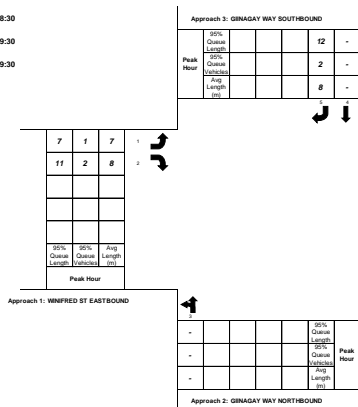 8:30
9:30
9:30
Approach 3: GIINAGAY WAY SOUTHBOUND
Peak Hour
95% Queue Length 12 -
95% Queue Vehicles 2 -
Avg Length (m) 8 -
5 4
7 1 7 1
11 2 8 2
95% Queue Length 95% Queue Vehicles Avg Length (m)
Peak Hour
Approach 1: WINIFRED ST EASTBOUND
3
- 95% Queue Length
- 95% Queue Vehicles
- Avg Length (m)
Peak Hour
Approach 2: GIINAGAY WAY NORTHBOUND